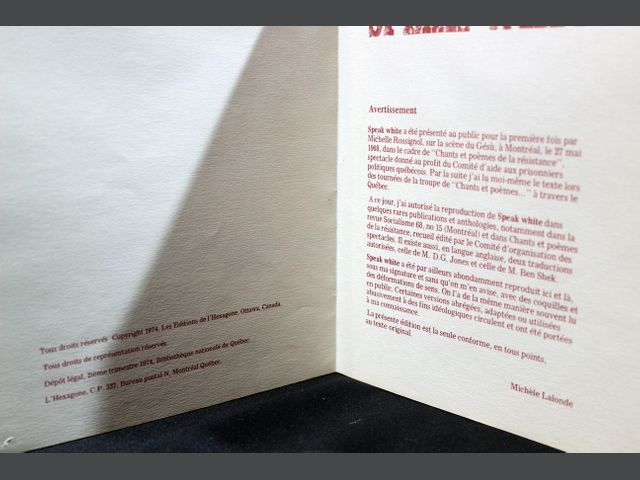 Tous droits réservés Copyright 1974, Les Editions de l'Hexagone, Ottawa, Canada.
Tous droits de représentation réservés.
Dépôt légal, 2ième trimestre 1974, Bibliothèque nationale de Québec.
L'Hexagone, C.P. 337, Bureau postal N, Montréal Québec.
Avertissement
Speak white a été présenté au public pour la première fois par
Michelle Rossignol, sur la scène du Gésù, à Montréal, le 27 mai
1968, dans le cadre de "Chants et poèmes de la résistance",
spectacle donné au profit du Comité d'aide aux prisonniers
politiques québécois. Par la suite j'ai lu moi-même le texte lors
des tournées de la troupe de "Chants et poèmes..." à travers le
Québec.
A ce jour, j'ai autorisé la reproduction de Speak white dans
quelques rares publications et anthologies, notamment dans la
revue Socialisme 68, no 15 (Montréal) et dans Chants et poèmes
de la résistance, recueil édité par le Comité d'organisation des
spectacles. Il existe aussi, en langue anglaise, deux traductions
autorisées, celle de M. D.G. Jones et celle de M. Ben Shek.
Speak white a été par ailleurs abondamment reproduit ici et là,
sous ma signature et sans qu'on m'en avise, avec des coquilles et
des déformations de sens. On l'a de la même manière souvent lu
en public. Certaines versions abrégées, adaptées ou utilisées
abusivement à des fins idéologiques circulent et ont été portées
à ma connaissance.
La présente édition est la seule conforme, en tous points,
au texte original.
Michèle Lalonde